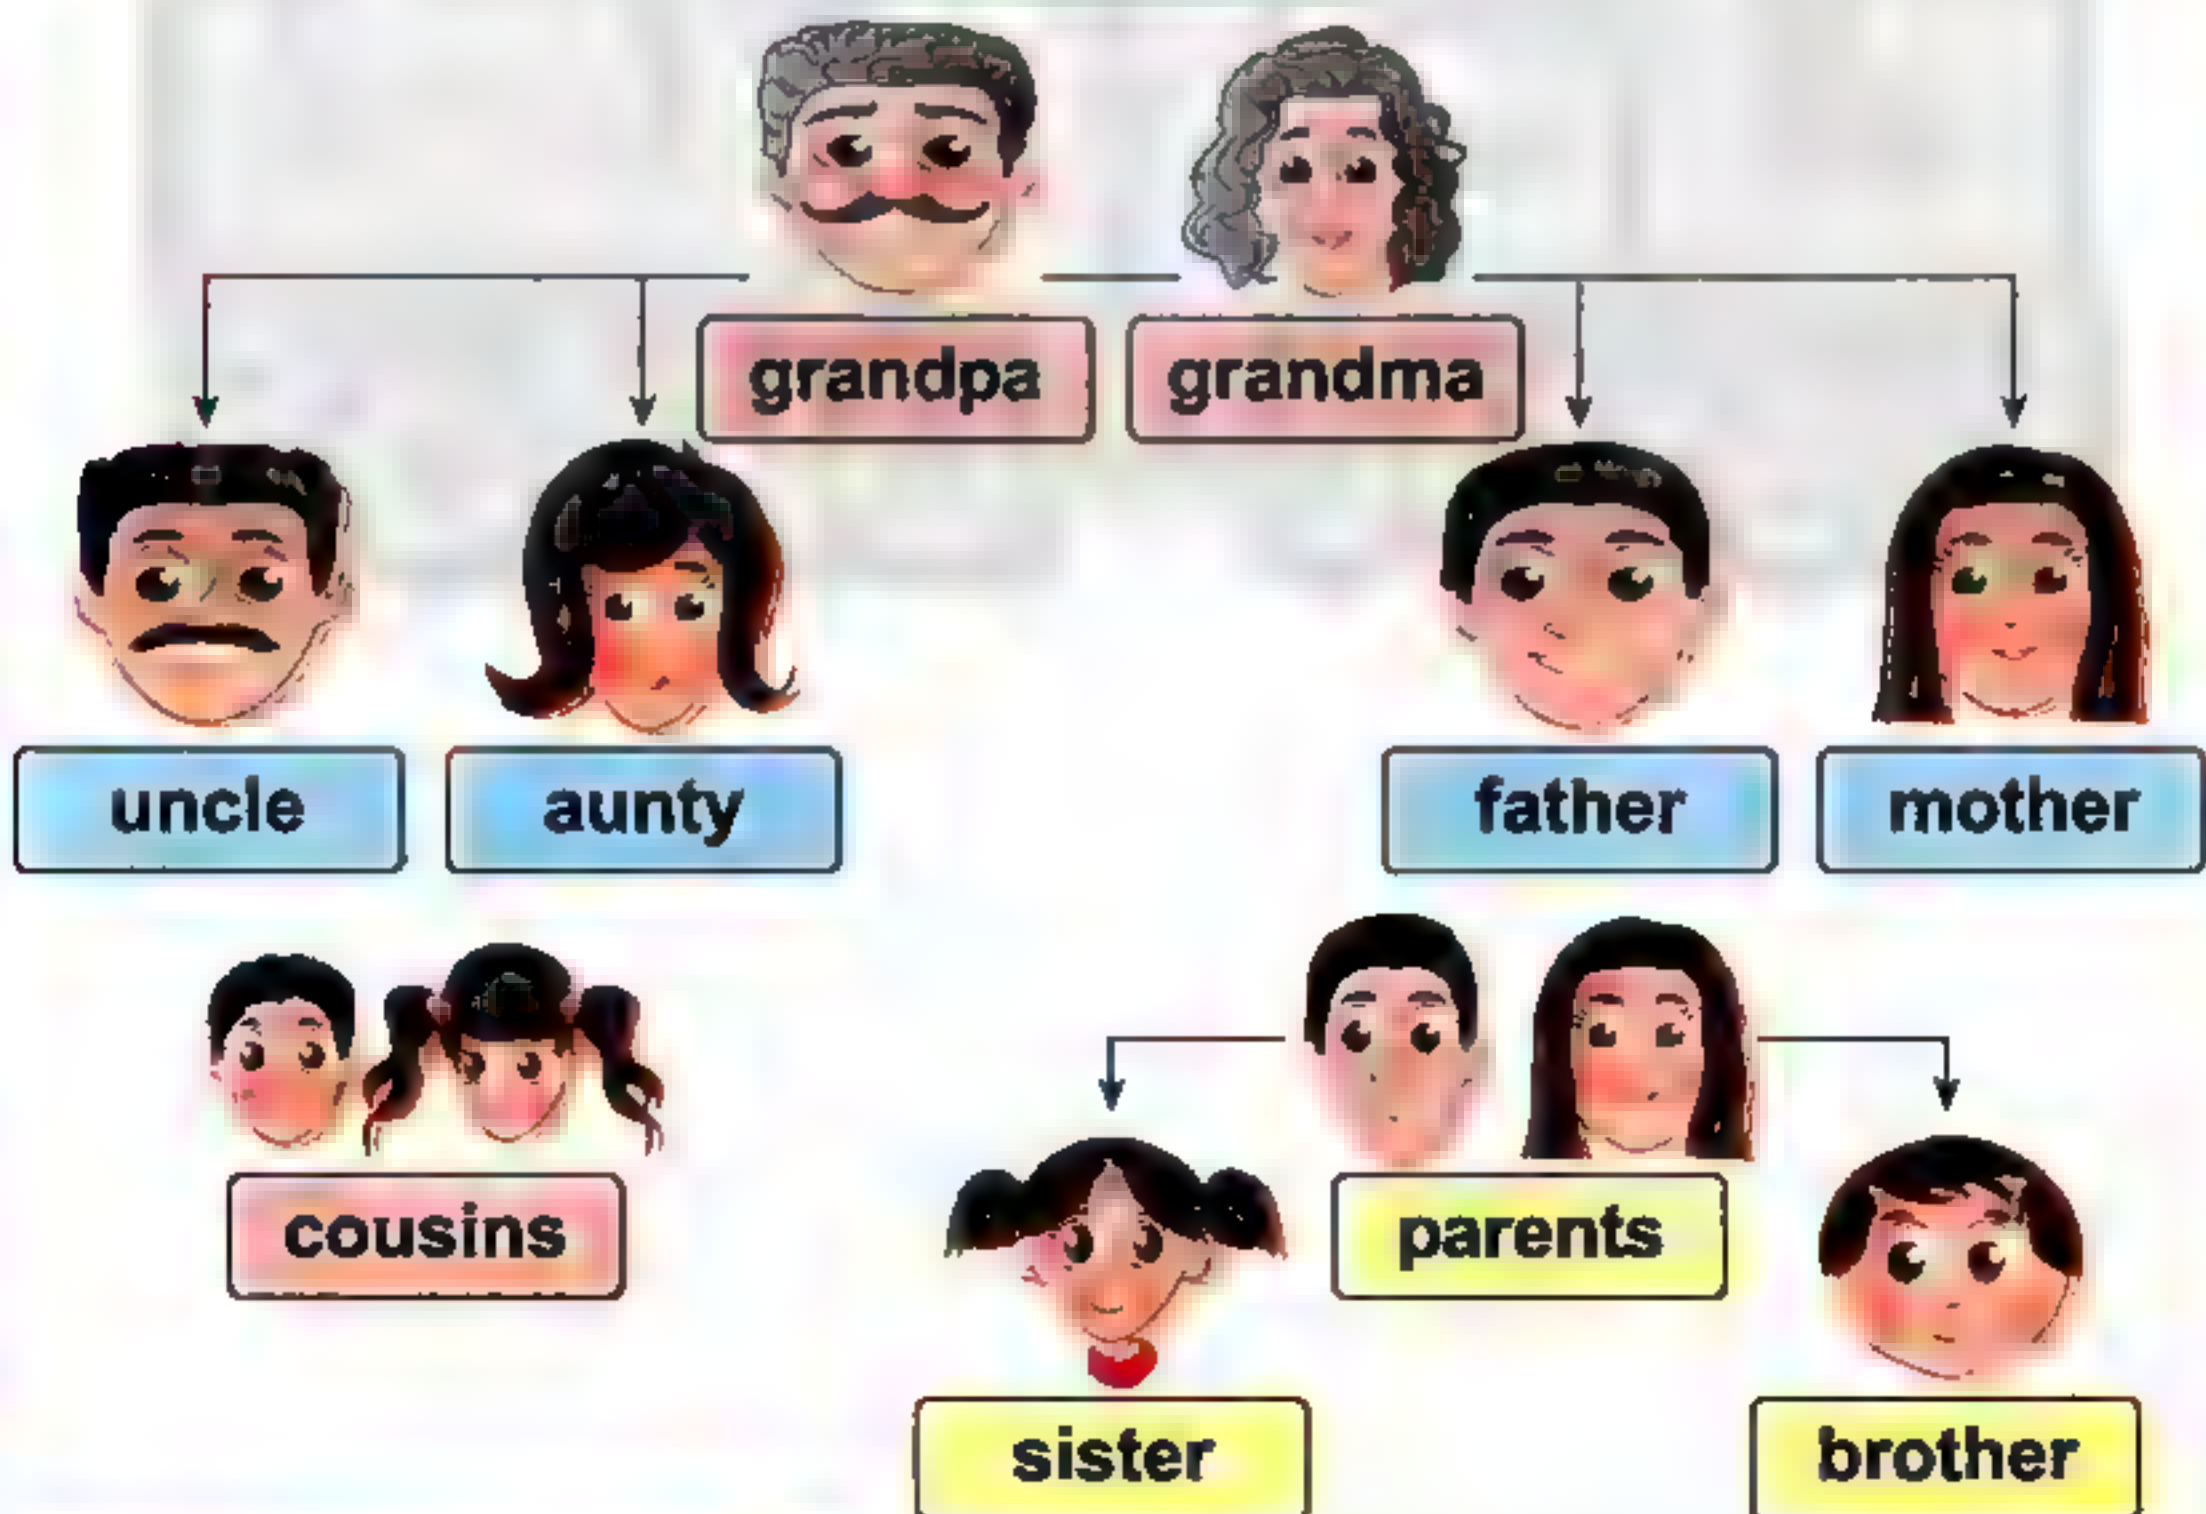 grandpa
grandma
uncle
aunty
father
mother
cousins
parents
sister
brother